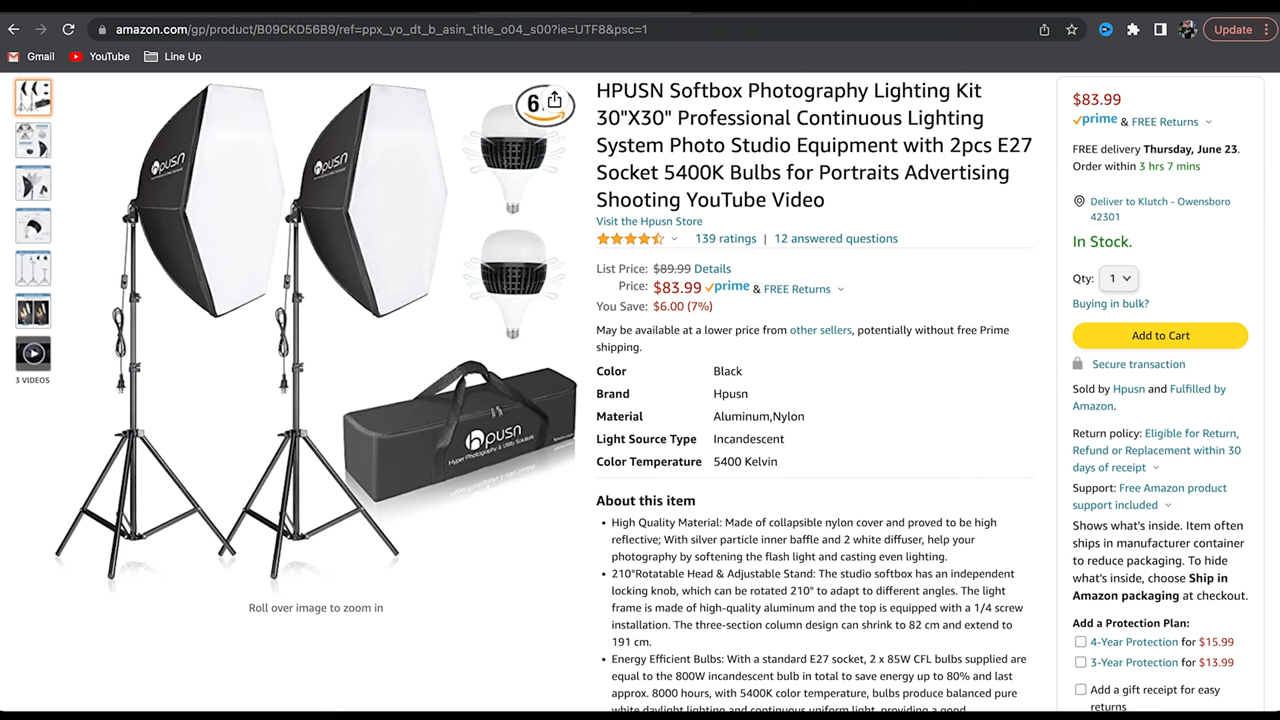 amazon.com/gp/product/B09CKD56B9/ref=ppx_yo_dt_b_asin_title_o04_s00?ie=UTF8&psc=1
Update
Gmail
YouTube
Line Up
3 VIDEOS
hpusn
hpusn
6
hpusn
Hyper Photography & Utility Solution
Roll over image to zoom in
HPUSN Softbox Photography Lighting Kit
30"X30" Professional Continuous Lighting
System Photo Studio Equipment with 2pcs E27
Socket 5400K Bulbs for Portraits Advertising
Shooting YouTube Video
Visit the Hpusn Store
139 ratings | 12 answered questions
List Price: $89.99 Details
Price: $83.99 prime & FREE Returns
You Save: $6.00 (7%)
May be available at a lower price from other sellers, potentially without free Prime
shipping.
Color Black
Brand Hpusn
Material Aluminum,Nylon
Light Source Type Incandescent
Color Temperature 5400 Kelvin
About this item
• High Quality Material: Made of collapsible nylon cover and proved to be high
reflective; With silver particle inner baffle and 2 white diffuser, help your
photography by softening the flash light and casting even lighting.
• 210°Rotatable Head & Adjustable Stand: The studio softbox has an independent
locking knob, which can be rotated 210° to adapt to different angles. The light
frame is made of high-quality aluminum and the top is equipped with a 1/4 screw
installation. The three-section column design can shrink to 82 cm and extend to
191 cm.
• Energy Efficient Bulbs: With a standard E27 socket, 2 x 85W CFL bulbs supplied are
equal to the 800W incandescent bulb in total to save energy up to 80% and last
approx. 8000 hours, with 5400K color temperature, bulbs produce balanced pure
white daylight lighting and continuous uniform light, providing a good
$83.99
prime & FREE Returns
FREE delivery Thursday, June 23.
Order within 3 hrs 7 mins
Deliver to Klutch - Owensboro
42301
In Stock.
Qty: 1
Buying in bulk?
Add to Cart
Secure transaction
Sold by Hpusn and Fulfilled by
Amazon.
Return policy: Eligible for Return,
Refund or Replacement within 30
days of receipt
Support: Free Amazon product
support included
Shows what's inside. Item often
ships in manufacturer container
to reduce packaging. To hide
what's inside, choose Ship in
Amazon packaging at checkout.
Add a Protection Plan:
4-Year Protection for $15.99
3-Year Protection for $13.99
Add a gift receipt for easy
returns